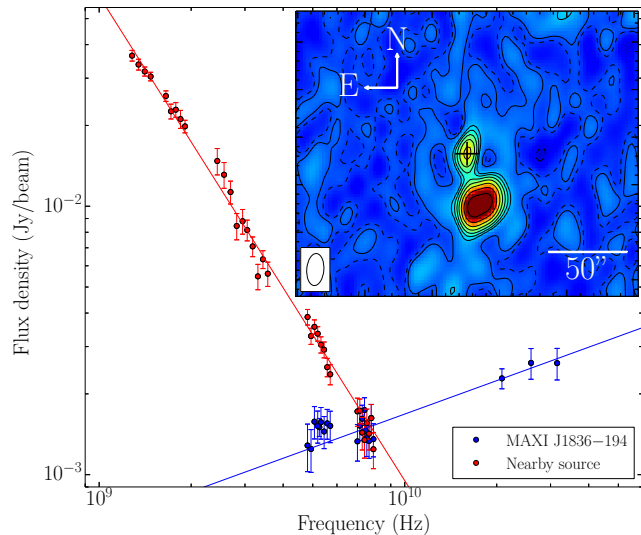 N
E
50”
10⁻²
10⁻³
Flux density (Jy/beam)
MAXI J1836−194
Nearby source
10⁹
10¹⁰
Frequency (Hz)